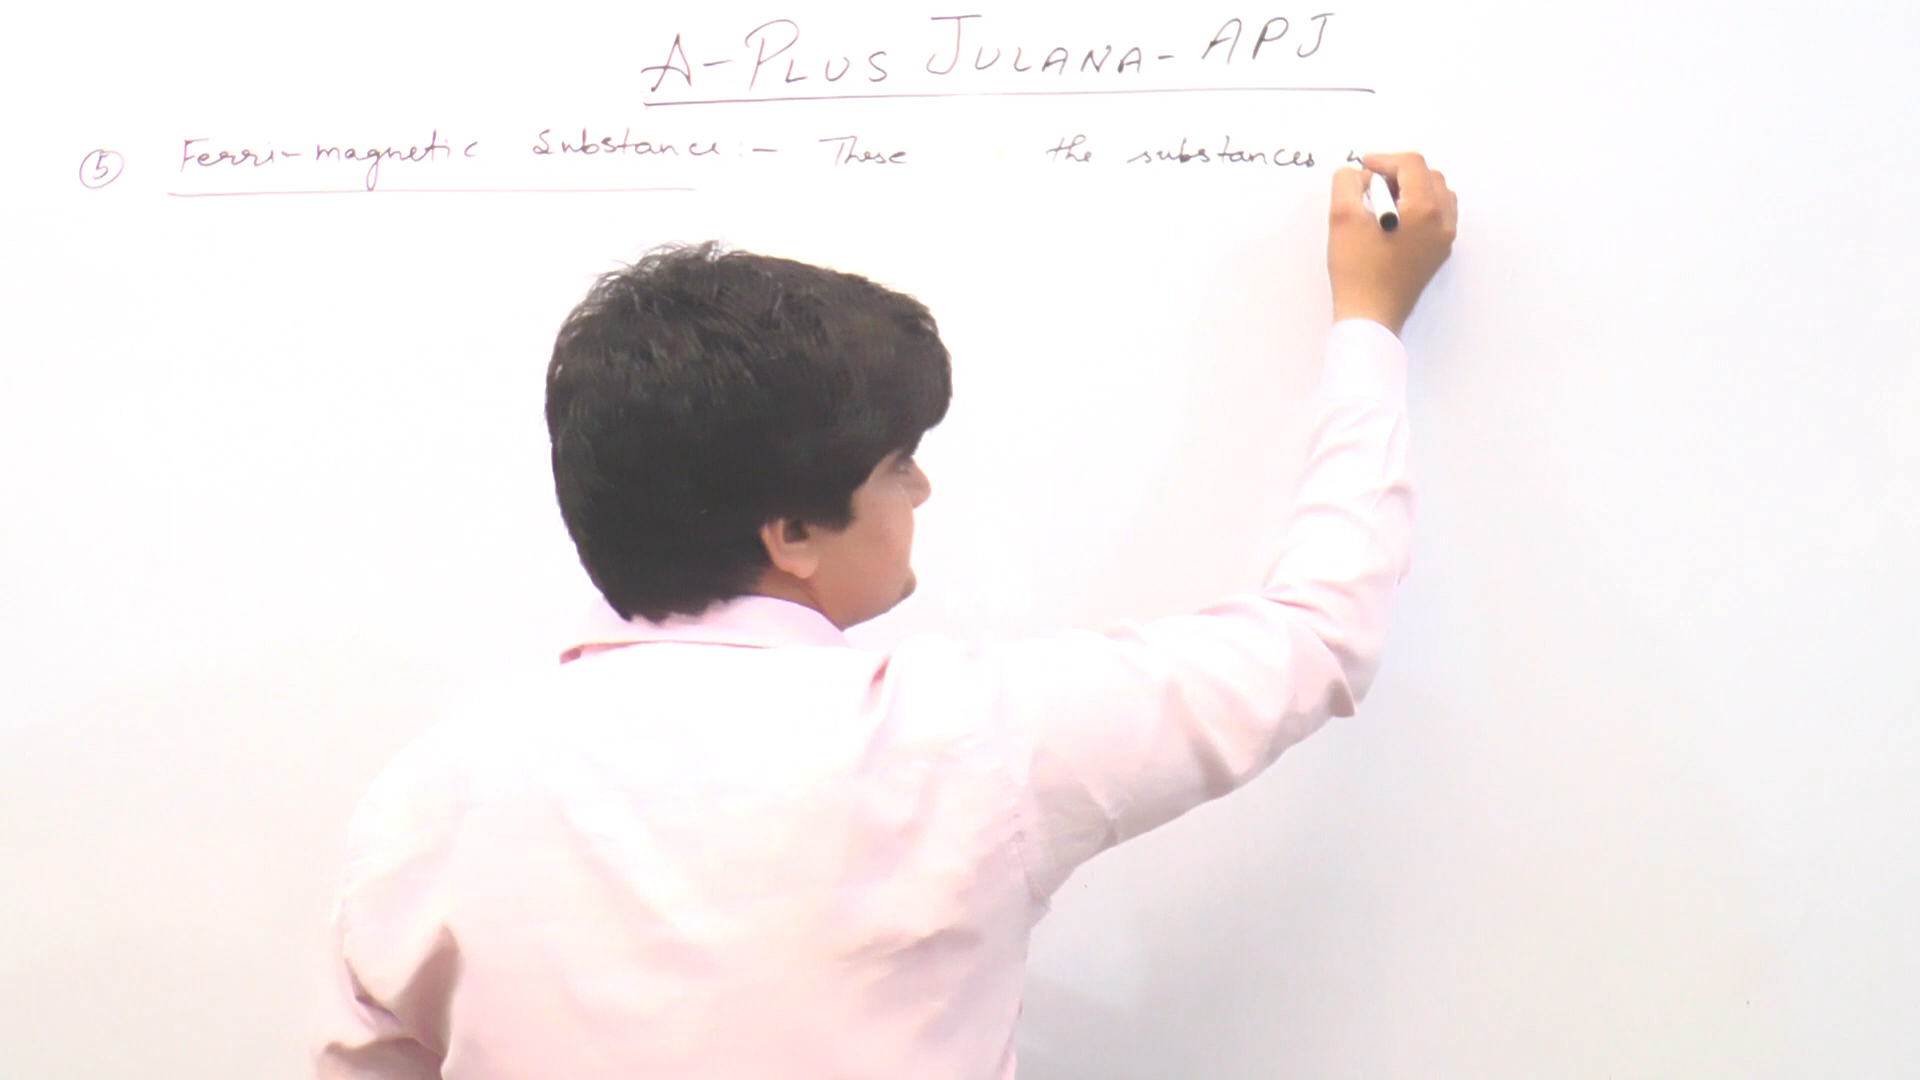 A-PLUS JULANA-APJ
⑤ Ferri-magnetic Substance:- These the substances